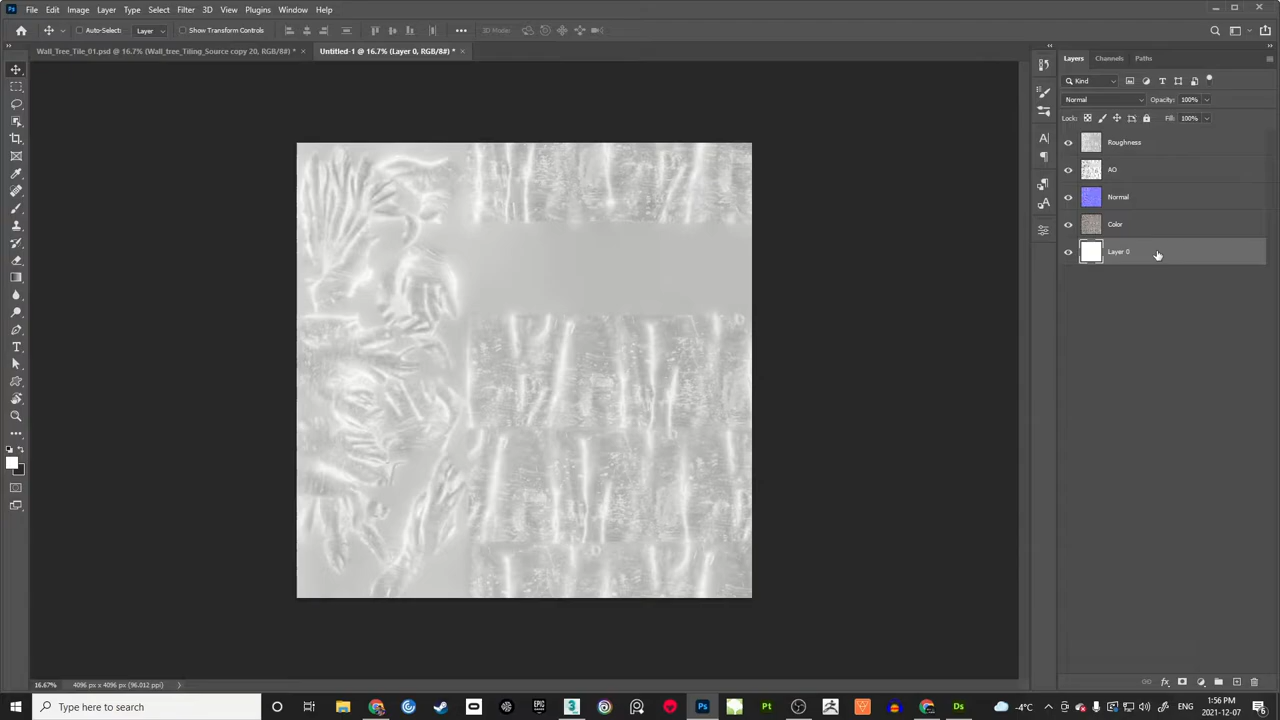 Ps File Edit Image Layer Type Select Filter 3D View Plugins Window Help
Auto-Select: Layer Show Transform Controls 3D Mode:
Wall_Tree_Tile_01.psd @ 16.7% (Wall_tree_Tiling_Source copy 20, RGB/8#) * × Untitled-1 @ 16.7% (Layer 0, RGB/8#) * ×
Layers Channels Paths
Kind
Normal Opacity: 100%
Lock: Fill: 100%
Roughness
AO
Normal
Color
Layer 0
16.67% 4096 px x 4096 px (96.012 ppi)
Type here to search
-4°C ENG 1:56 PM
2021-12-07